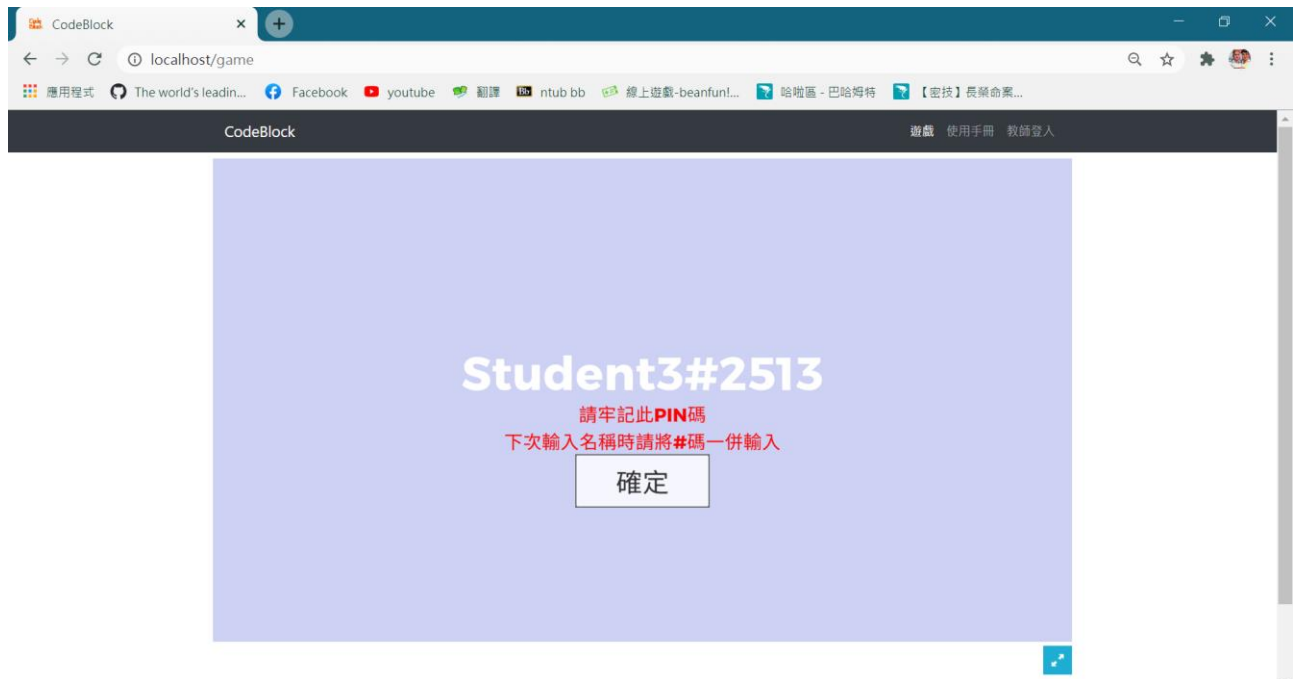 CodeBlock
localhost/game
應用程式 The world's leadin... Facebook youtube 翻譯 ntub bb 線上遊戲-beanfun!... 哈啦區 - 巴哈姆特 【密技】長榮命案...
CodeBlock 遊戲 使用手冊 教師登入
Student3#2513
請牢記此PIN碼
下次輸入名稱時請將#碼一併輸入
確定